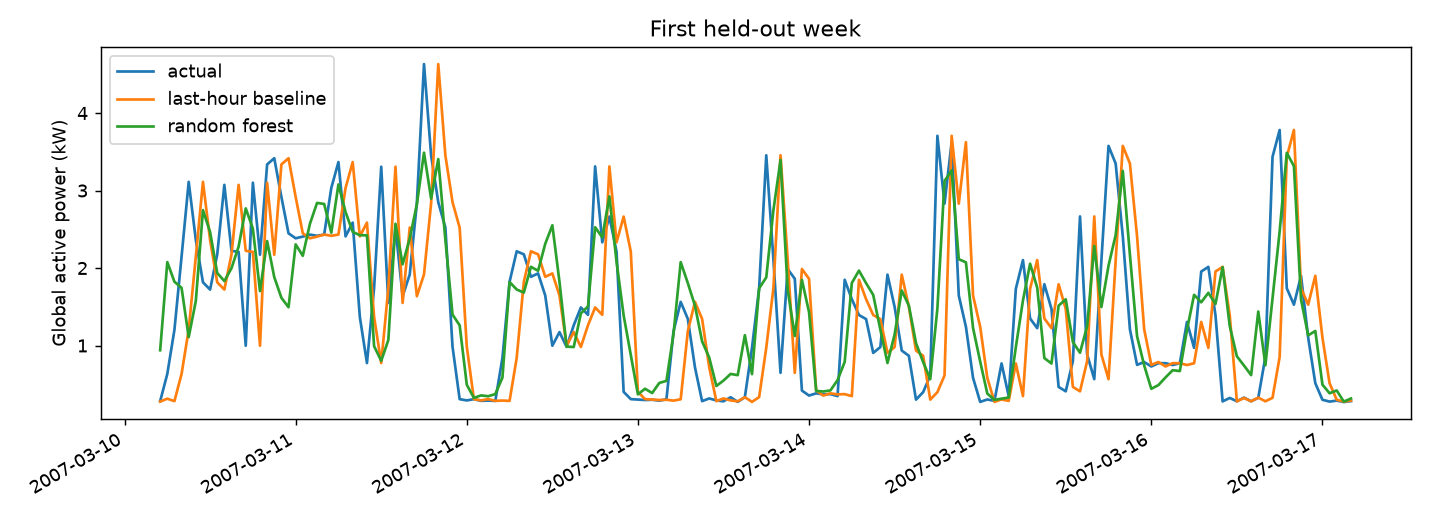 First held-out week
actual
last-hour baseline
random forest
Global active power (kW)
4
3
2
1
2007-03-10
2007-03-11
2007-03-12
2007-03-13
2007-03-14
2007-03-15
2007-03-16
2007-03-17